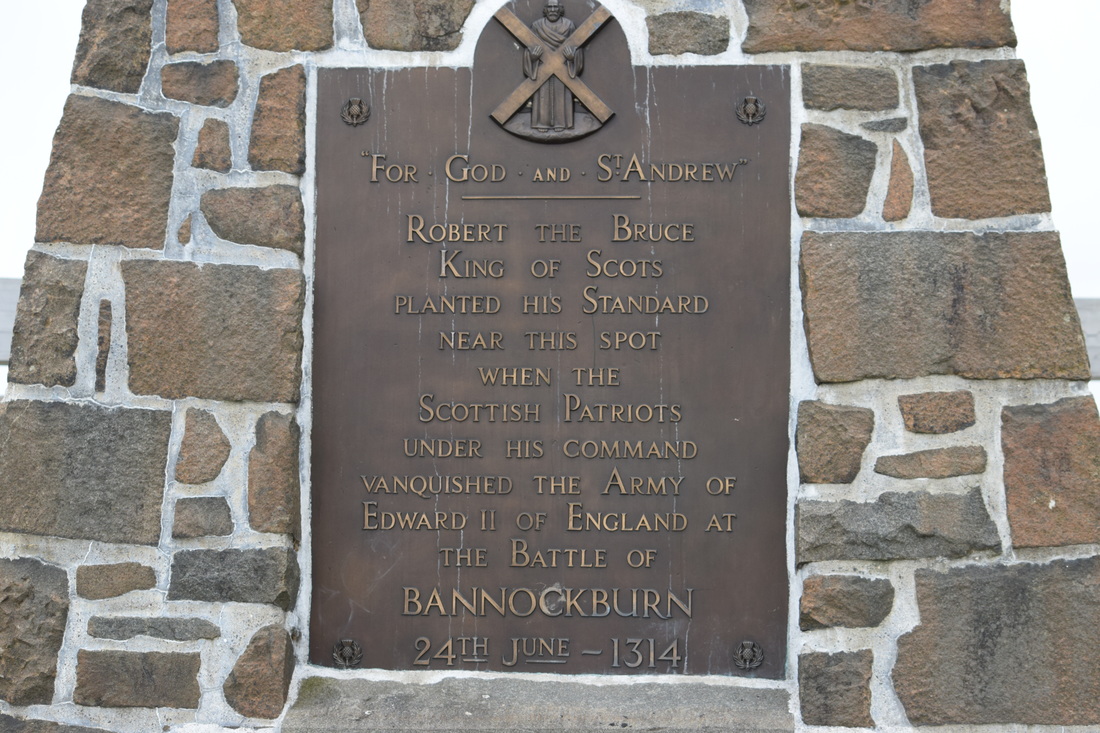 "FOR · GOD · AND · ST ANDREW"
ROBERT THE BRUCE
KING OF SCOTS
PLANTED HIS STANDARD
NEAR THIS SPOT
WHEN THE
SCOTTISH PATRIOTS
UNDER HIS COMMAND
VANQUISHED THE ARMY OF
EDWARD II OF ENGLAND AT
THE BATTLE OF
BANNOCKBURN
24TH JUNE – 1314